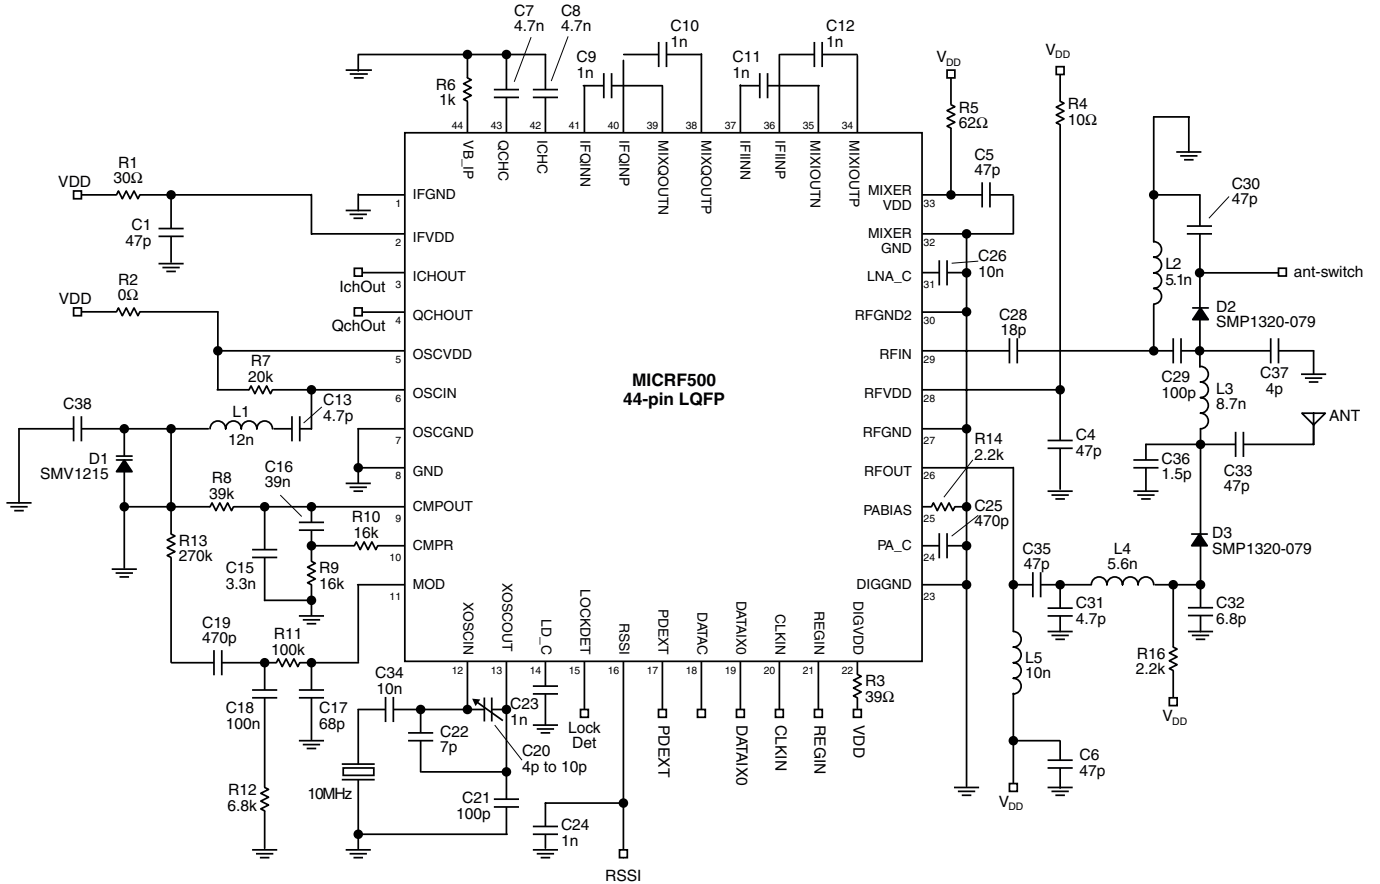 C7
4.7n
C8
4.7n
C9
1n
C10
1n
C11
1n
C12
1n
R6
1k
44
43
42
41
40
39
38
37
36
35
34
VB_IP
QCHC
ICHC
IFQINN
IFQINP
MIXQOUTN
MIXQOUTP
IFIINN
IFIINP
MIXIOUTN
MIXIOUTP
VDD
R1
30Ω
C1
47p
VDD
R2
0Ω
IchOut
QchOut
R7
20k
C38
L1
12n
C13
4.7p
D1
SMV1215
R8
39k
C16
39n
R10
16k
R13
270k
C15
3.3n
R9
16k
C19
470p
R11
100k
C18
100n
C17
68p
R12
6.8k
IFGND
1
IFVDD
2
ICHOUT
3
QCHOUT
4
OSCVDD
5
OSCIN
6
OSCGND
7
GND
8
CMPOUT
9
CMPR
10
MOD
11
MICRF500
44-pin LQFP
MIXER
VDD
33
MIXER
GND
32
LNA_C
31
RFGND2
30
RFIN
29
RFVDD
28
RFGND
27
RFOUT
26
PABIAS
25
PA_C
24
DIGGND
23
XOSCIN
XOSCOUT
LD_C
LOCKDET
RSSI
PDEXT
DATAC
DATAIX0
CLKIN
REGIN
DIGVDD
12
13
14
15
16
17
18
19
20
21
22
C34
10n
C22
7p
C23
1n
C20
4p to 10p
10MHz
C21
100p
C24
1n
RSSI
Lock
Det
PDEXT
DATAIX0
CLKIN
REGIN
VDD
R3
39Ω
VDD
R5
62Ω
VDD
R4
10Ω
C5
47p
C26
10n
C28
18p
C4
47p
R14
2.2k
C25
470p
C30
47p
L2
5.1n
ant-switch
D2
SMP1320-079
C29
100p
L3
8.7n
C37
4p
ANT
C36
1.5p
C33
47p
D3
SMP1320-079
C35
47p
L4
5.6n
C31
4.7p
C32
6.8p
L5
10n
R16
2.2k
VDD
C6
47p
VDD